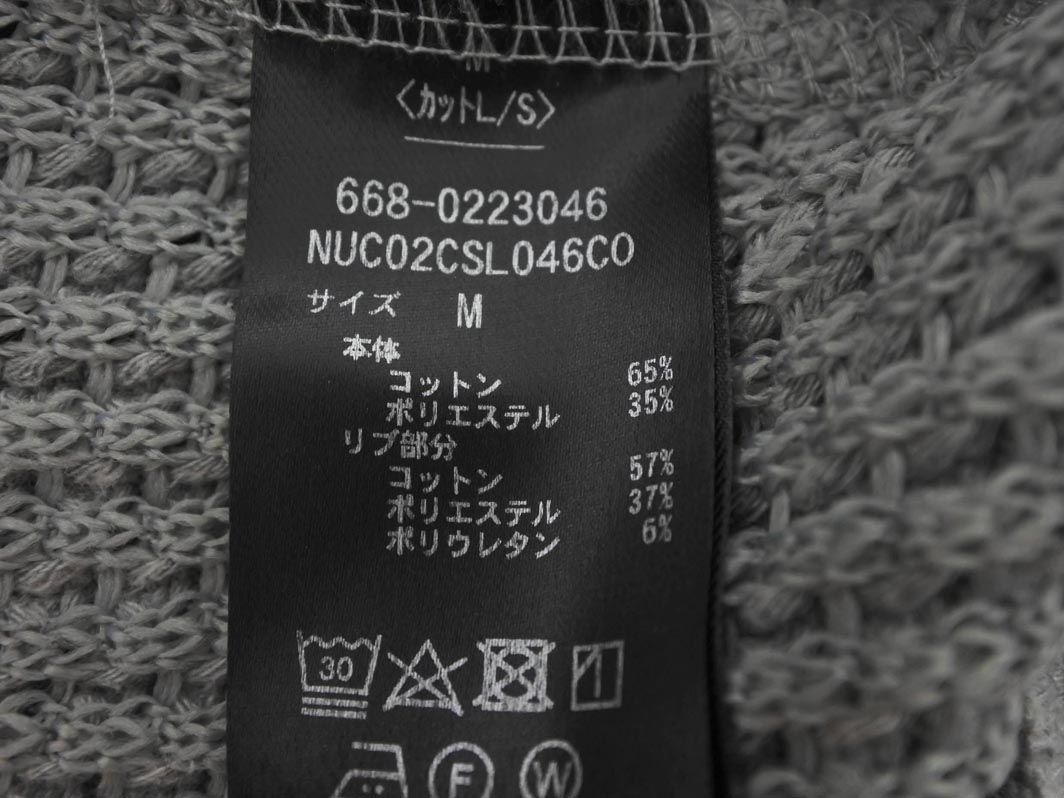 M
〈カットL/S〉
668-0223046
NUC02CSL046CO
サイズ M
本体
コットン 65%
ポリエステル 35%
リブ部分
コットン 57%
ポリエステル 37%
ポリウレタン 6%
30
F W